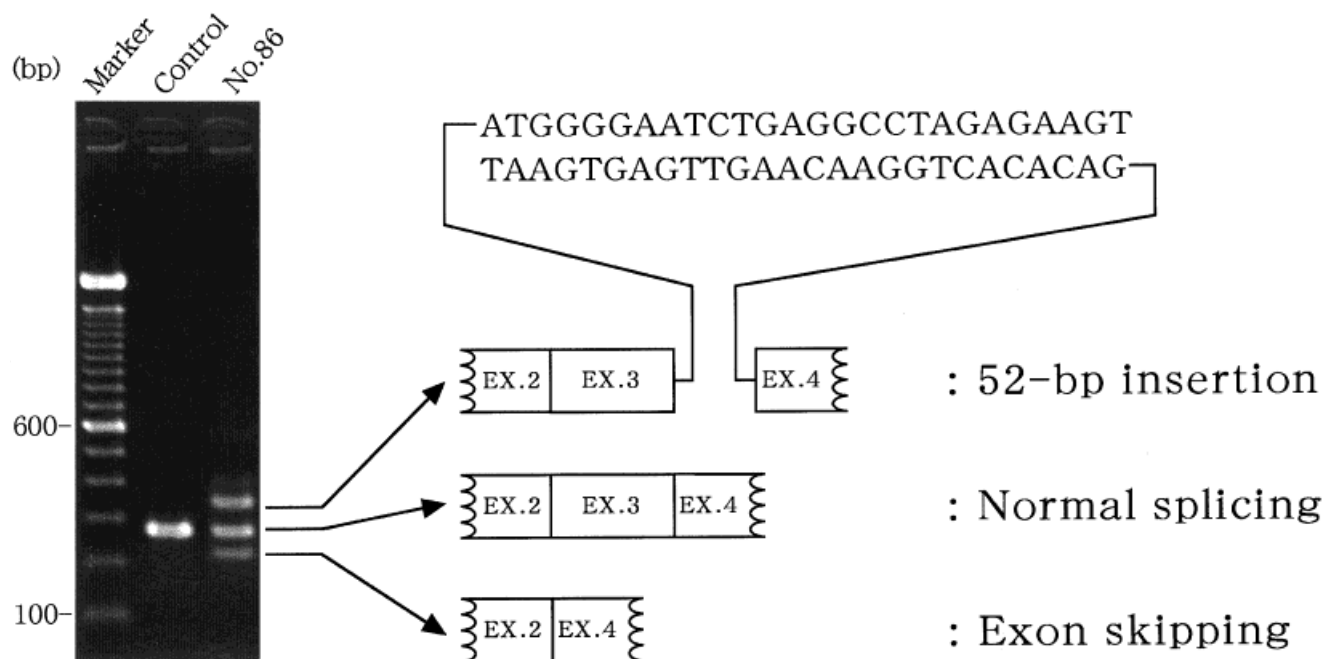 (bp)
Marker
Control
No.86
600-
100-
ATGGGGAATCTGAGGCCTAGAGAAGT
TAAGTGAGTTGAACAAGGTCACACAG
EX.2 EX.3 EX.4 : 52-bp insertion
EX.2 EX.3 EX.4 : Normal splicing
EX.2 EX.4 : Exon skipping